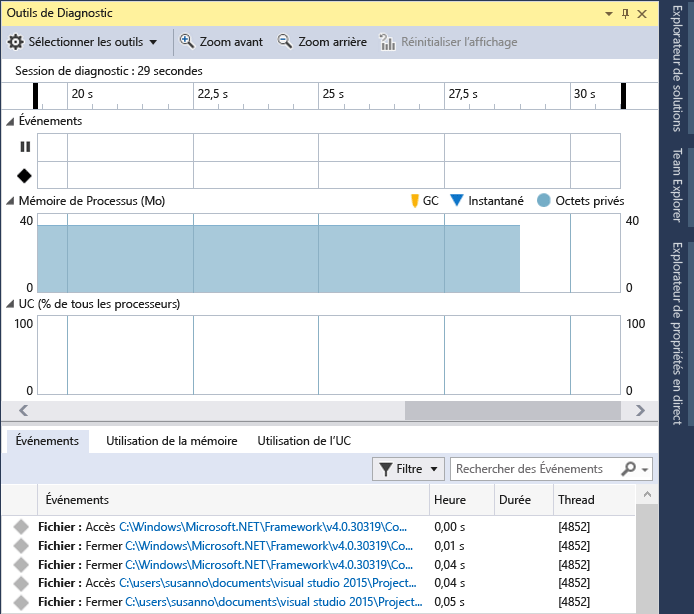 Outils de Diagnostic
Sélectionner les outils Zoom avant Zoom arrière Réinitialiser l'affichage
Session de diagnostic : 29 secondes
20 s 22,5 s 25 s 27,5 s 30 s
Événements
Mémoire de Processus (Mo) GC Instantané Octets privés
40 40
0 0
UC (% de tous les processeurs)
100 100
0 0
Événements Utilisation de la mémoire Utilisation de l'UC
Filtre Rechercher des Événements
Événements Heure Durée Thread
Fichier : Accès C:\Windows\Microsoft.NET\Framework\v4.0.30319\Co... 0,00 s [4852]
Fichier : Fermer C:\Windows\Microsoft.NET\Framework\v4.0.30319\Co... 0,01 s [4852]
Fichier : Fermer C:\Windows\Microsoft.NET\Framework\v4.0.30319\Co... 0,04 s [4852]
Fichier : Accès C:\users\susanno\documents\visual studio 2015\Project... 0,04 s [4852]
Fichier : Fermer C:\users\susanno\documents\visual studio 2015\Project... 0,05 s [4852]
Explorateur de solutions
Team Explorer
Explorateur de propriétés en direct